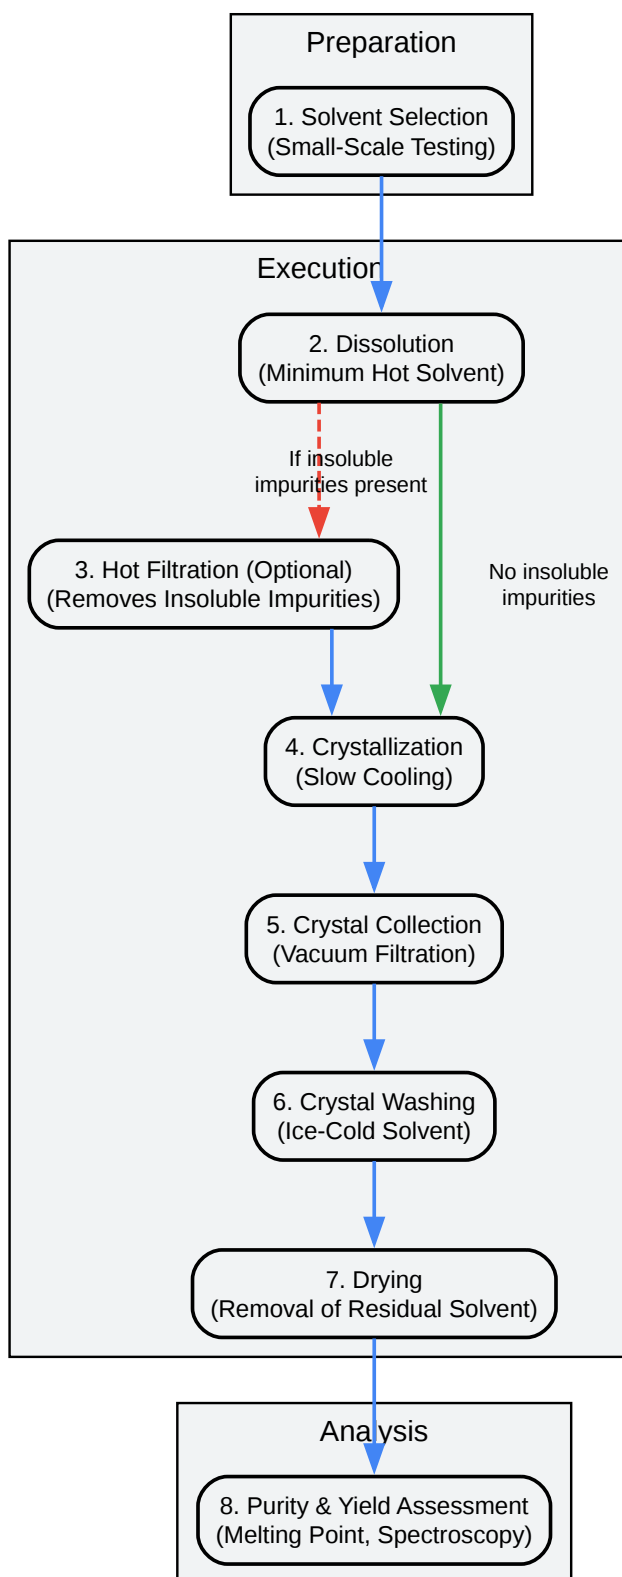 Preparation
1. Solvent Selection
(Small-Scale Testing)
Execution
2. Dissolution
(Minimum Hot Solvent)
If insoluble
impurities present
3. Hot Filtration (Optional)
(Removes Insoluble Impurities)
No insoluble
impurities
4. Crystallization
(Slow Cooling)
5. Crystal Collection
(Vacuum Filtration)
6. Crystal Washing
(Ice-Cold Solvent)
7. Drying
(Removal of Residual Solvent)
Analysis
8. Purity & Yield Assessment
(Melting Point, Spectroscopy)